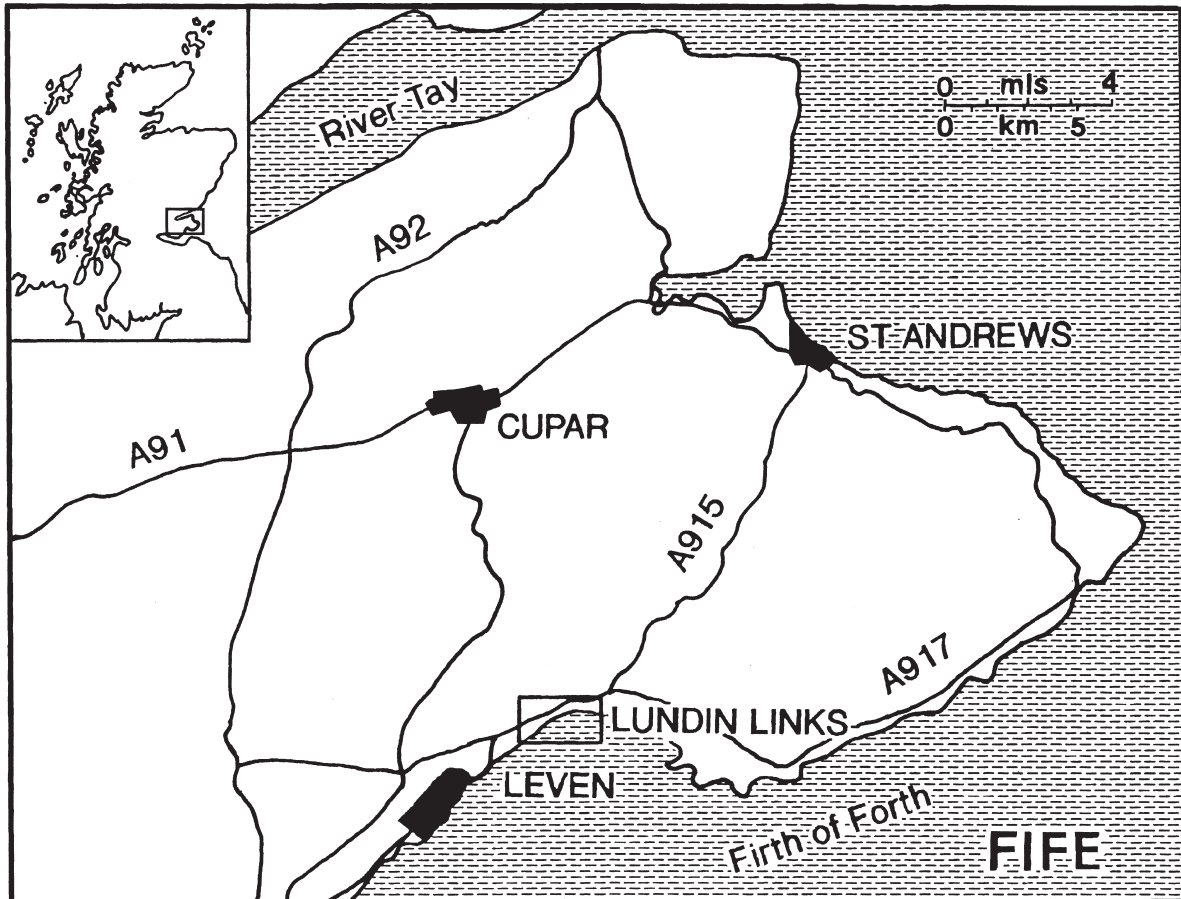 0 mls 4
0 km 5
River Tay
A92
ST ANDREWS
CUPAR
A91
A915
A917
LUNDIN LINKS
LEVEN
Firth of Forth
FIFE